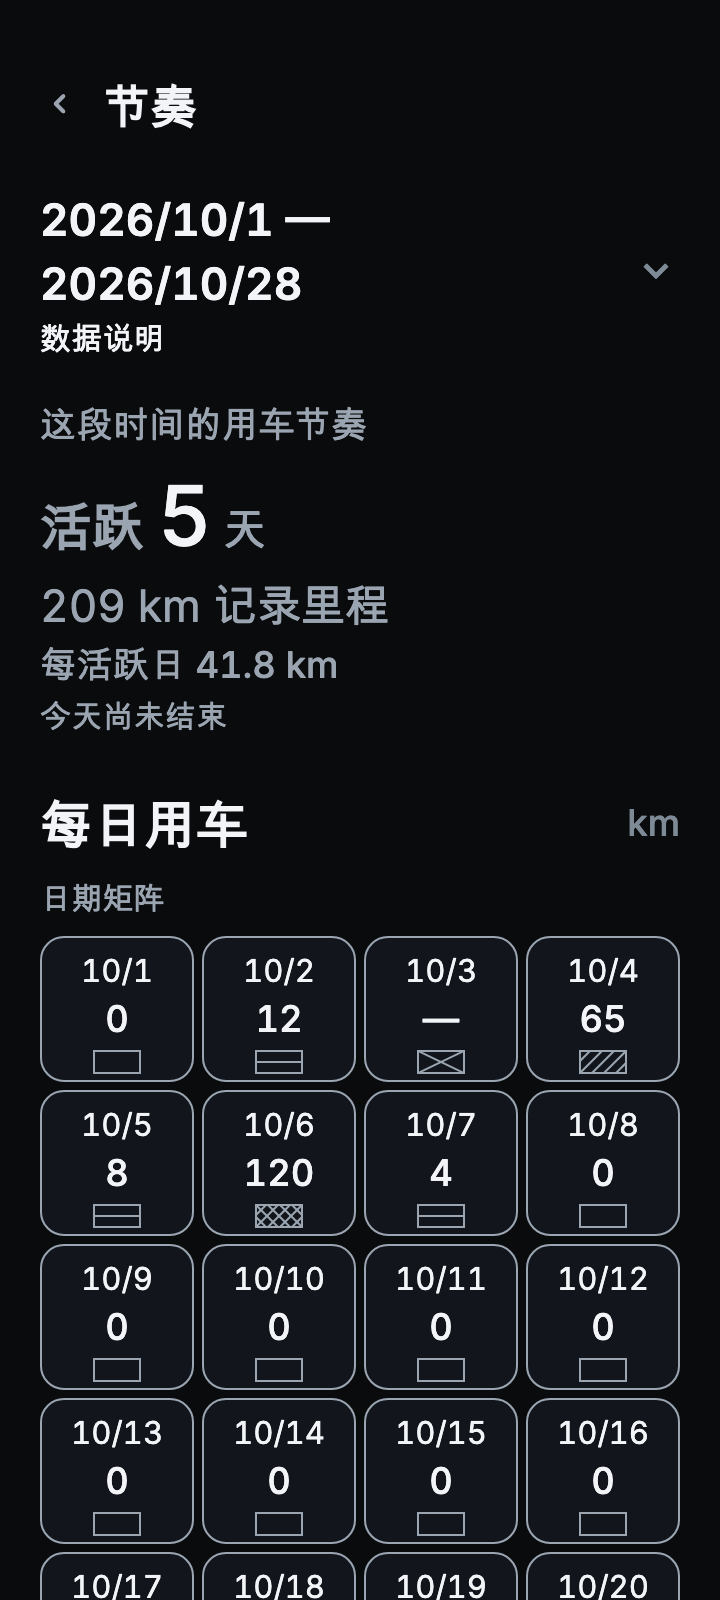 节奏
2026/10/1 —
2026/10/28
数据说明
这段时间的用车节奏
活跃 5 天
209 km 记录里程
每活跃日 41.8 km
今天尚未结束
每日用车 km
日期矩阵
10/1 10/2 10/3 10/4
0 12 — 65
10/5 10/6 10/7 10/8
8 120 4 0
10/9 10/10 10/11 10/12
0 0 0 0
10/13 10/14 10/15 10/16
0 0 0 0
10/17 10/18 10/19 10/20